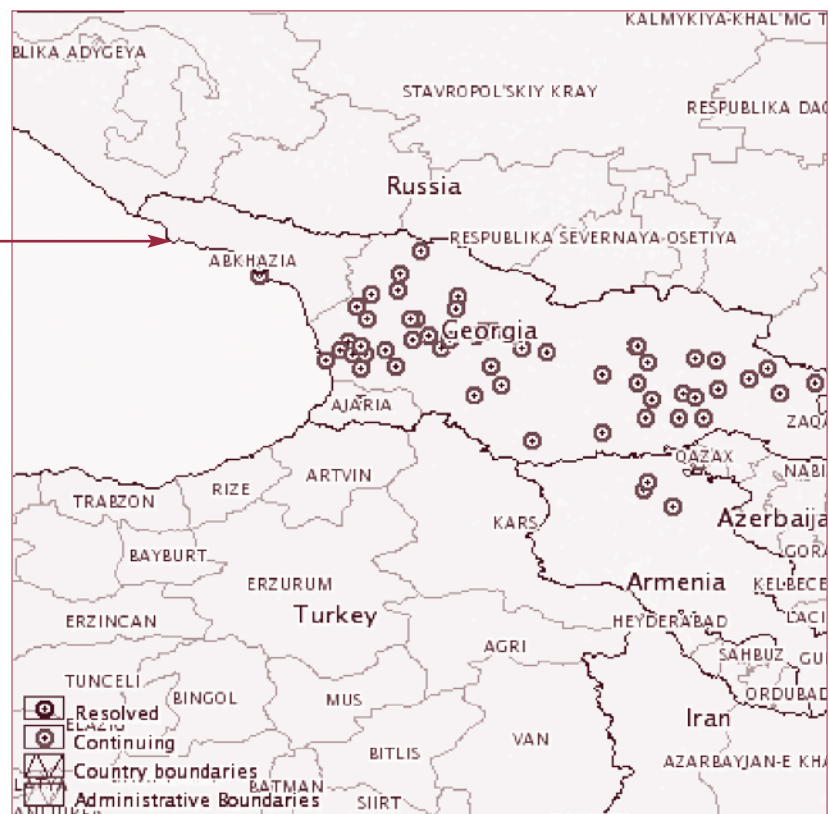 KALMYKIYA-KHAL'MG T
BLIKA ADYGEYA
STAVROPOL'SKIY KRAY
RESPUBLIKA DAG
Russia
RESPUBLIKA SEVERNAYA-OSETIYA
ABKHAZIA
Georgia
AJARIA
ZAQA
QAZAX
ARTVIN
NABI
RIZE
TRABZON
KARS
Azerbaija
BAYBURT
GORA
ERZURUM
Armenia
KELBECE
Turkey
ERZINCAN
HEYDERABAD
LACI
AGRI
SAHBUZ
GU
TUNCELI
ORDUBAD
BINGOL
MUS
Resolved
Iran
ELAZIG
Continuing
VAN
BITLIS
AZARBAYJAN-E KHA
Country boundaries
LATYA
BATMAN
Administrative Boundaries
SIIRT